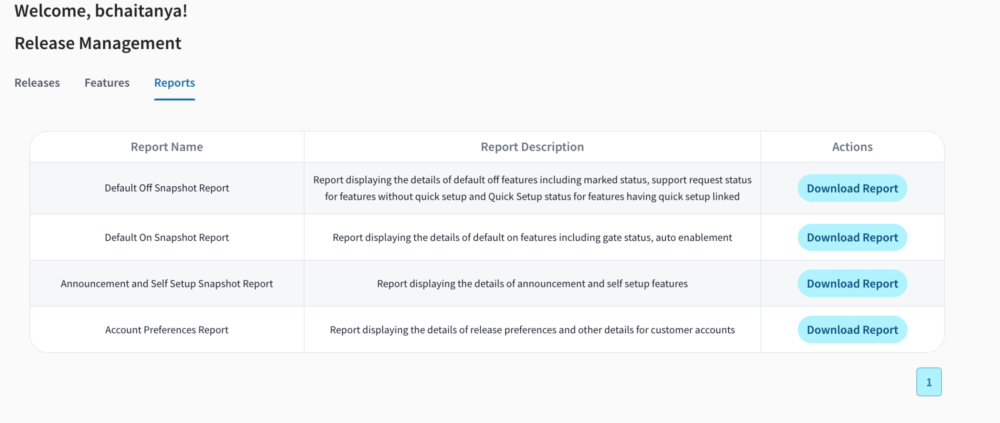 Welcome, bchaitanya!
Release Management
Releases Features Reports
Report Name Report Description Actions
Default Off Snapshot Report
Report displaying the details of default off features including marked status, support request status
for features without quick setup and Quick Setup status for features having quick setup linked
Download Report
Default On Snapshot Report
Report displaying the details of default on features including gate status, auto enablement
Download Report
Announcement and Self Setup Snapshot Report
Report displaying the details of announcement and self setup features
Download Report
Account Preferences Report
Report displaying the details of release preferences and other details for customer accounts
Download Report
1